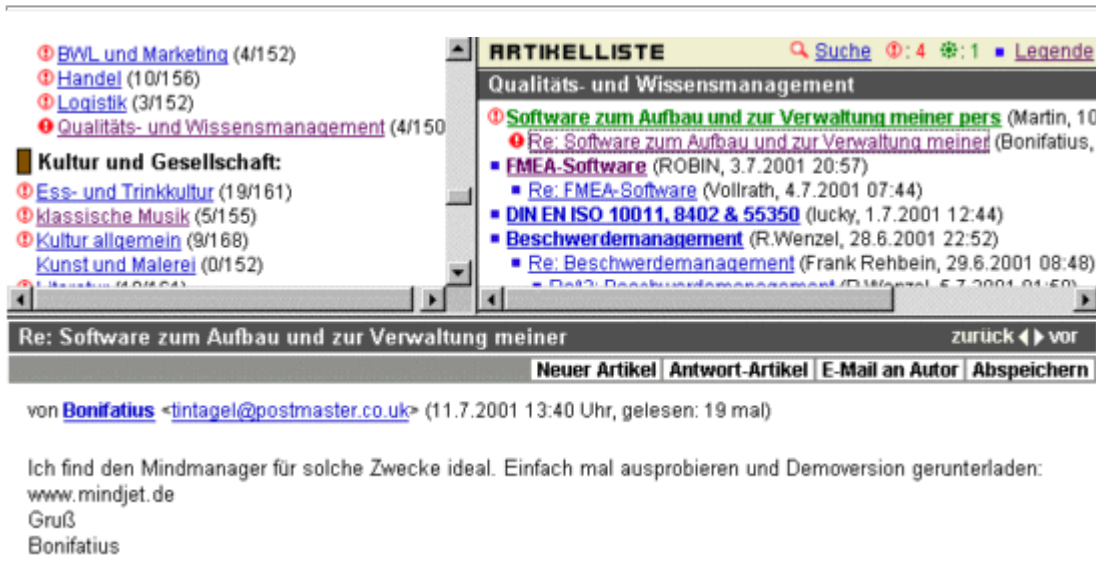 BWL und Marketing (4/152)
Handel (10/156)
Logistik (3/152)
Qualitäts- und Wissensmanagement (4/150
Kultur und Gesellschaft:
Ess- und Trinkkultur (19/161)
klassische Musik (5/155)
Kultur allgemein (9/168)
Kunst und Malerei (0/152)
ARTIKELLISTE Suche : 4 : 1 Legende
Qualitäts- und Wissensmanagement
Software zum Aufbau und zur Verwaltung meiner pers (Martin, 10
Re: Software zum Aufbau und zur Verwaltung meiner (Bonifatius,
FMEA-Software (ROBIN, 3.7.2001 20:57)
Re: FMEA-Software (Vollrath, 4.7.2001 07:44)
DIN EN ISO 10011, 8402 & 55350 (lucky, 1.7.2001 12:44)
Beschwerdemanagement (R.Wenzel, 28.6.2001 22:52)
Re: Beschwerdemanagement (Frank Rehbein, 29.6.2001 08:48)
Re: Software zum Aufbau und zur Verwaltung meiner zurück vor
Neuer Artikel Antwort-Artikel E-Mail an Autor Abspeichern
von Bonifatius <tintagel@postmaster.co.uk> (11.7.2001 13:40 Uhr, gelesen: 19 mal)
Ich find den Mindmanager für solche Zwecke ideal. Einfach mal ausprobieren und Demoversion gerunterladen:
www.mindjet.de
Gruß
Bonifatius